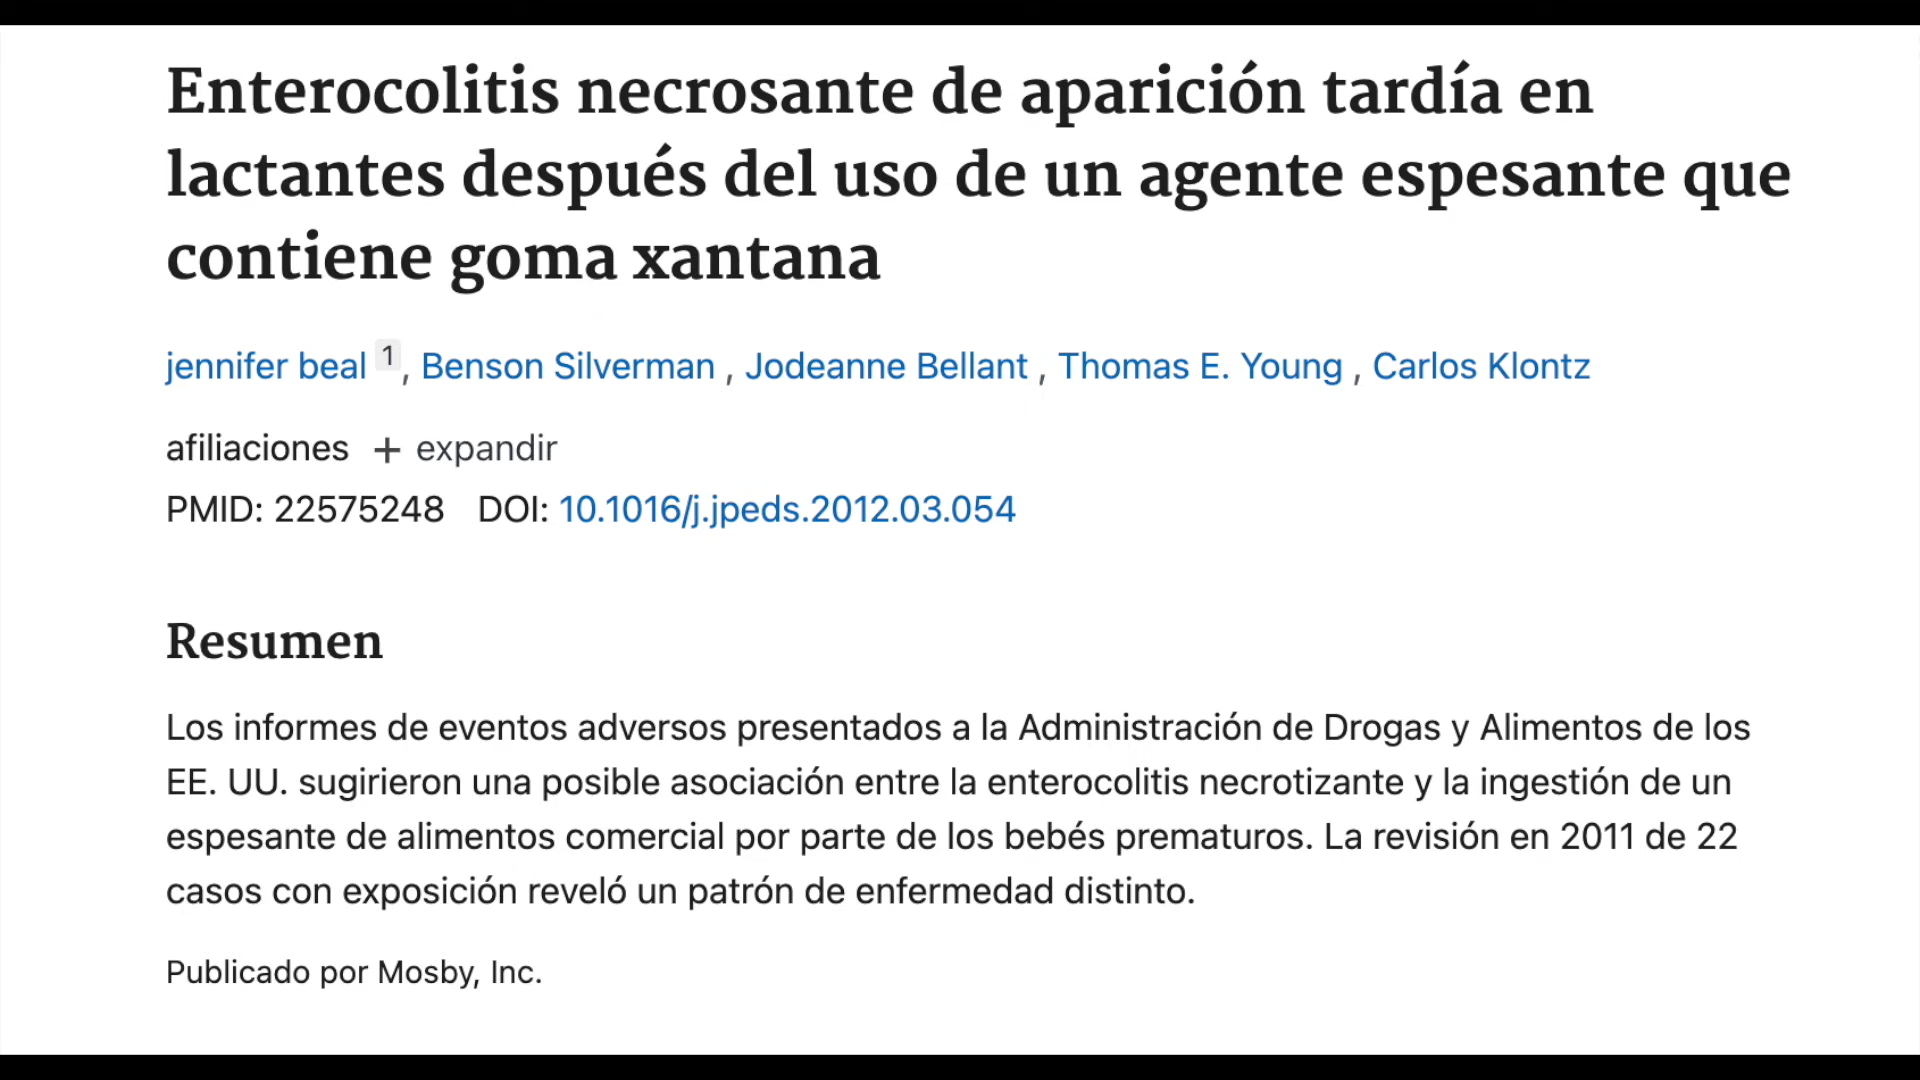 Enterocolitis necrosante de aparición tardía en
lactantes después del uso de un agente espesante que
contiene goma xantana
jennifer beal 1 , Benson Silverman , Jodeanne Bellant , Thomas E. Young , Carlos Klontz
afiliaciones + expandir
PMID: 22575248 DOI: 10.1016/j.jpeds.2012.03.054
Resumen
Los informes de eventos adversos presentados a la Administración de Drogas y Alimentos de los
EE. UU. sugirieron una posible asociación entre la enterocolitis necrotizante y la ingestión de un
espesante de alimentos comercial por parte de los bebés prematuros. La revisión en 2011 de 22
casos con exposición reveló un patrón de enfermedad distinto.
Publicado por Mosby, Inc.